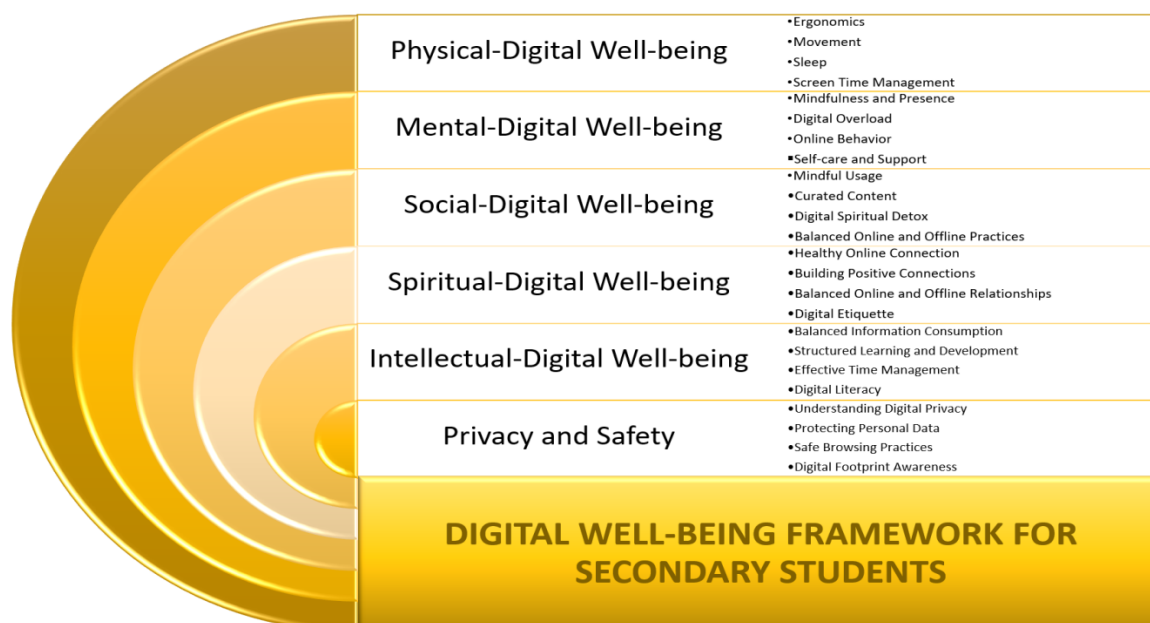 Physical-Digital Well-being
•Ergonomics
•Movement
•Sleep
•Screen Time Management
Mental-Digital Well-being
•Mindfulness and Presence
•Digital Overload
•Online Behavior
▪Self-care and Support
Social-Digital Well-being
•Mindful Usage
•Curated Content
•Digital Spiritual Detox
•Balanced Online and Offline Practices
Spiritual-Digital Well-being
•Healthy Online Connection
•Building Positive Connections
•Balanced Online and Offline Relationships
•Digital Etiquette
Intellectual-Digital Well-being
•Balanced Information Consumption
•Structured Learning and Development
•Effective Time Management
•Digital Literacy
Privacy and Safety
•Understanding Digital Privacy
•Protecting Personal Data
•Safe Browsing Practices
•Digital Footprint Awareness
DIGITAL WELL-BEING FRAMEWORK FOR
SECONDARY STUDENTS